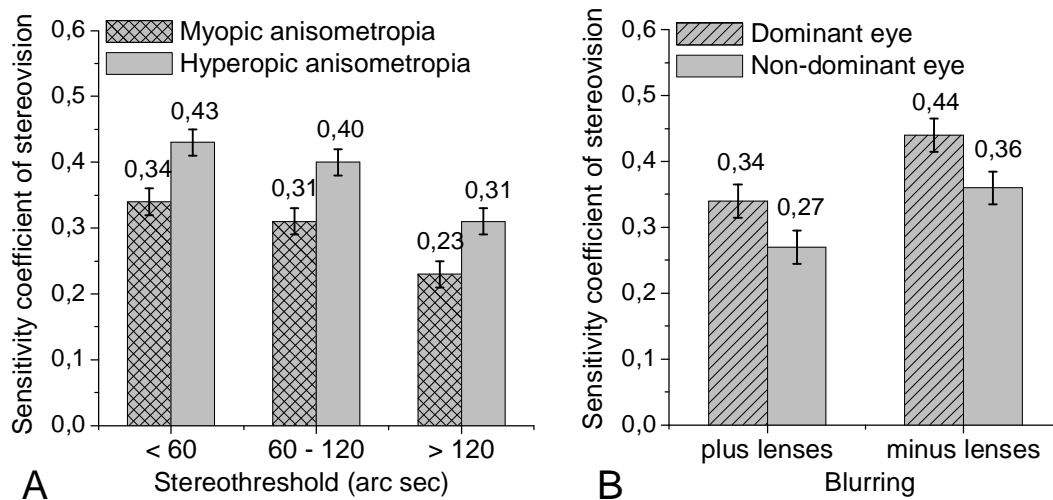 Sensitivity coefficient of stereovision
0,6
0,5
0,4
0,3
0,2
0,1
0,0
Myopic anisometropia
Hyperopic anisometropia
0,34
0,43
0,31
0,40
0,23
0,31
< 60
60 - 120
> 120
Stereothreshold (arc sec)
A
Sensitivity coefficient of stereovision
0,6
0,5
0,4
0,3
0,2
0,1
0,0
Dominant eye
Non-dominant eye
0,34
0,27
0,44
0,36
plus lenses
minus lenses
Blurring
B